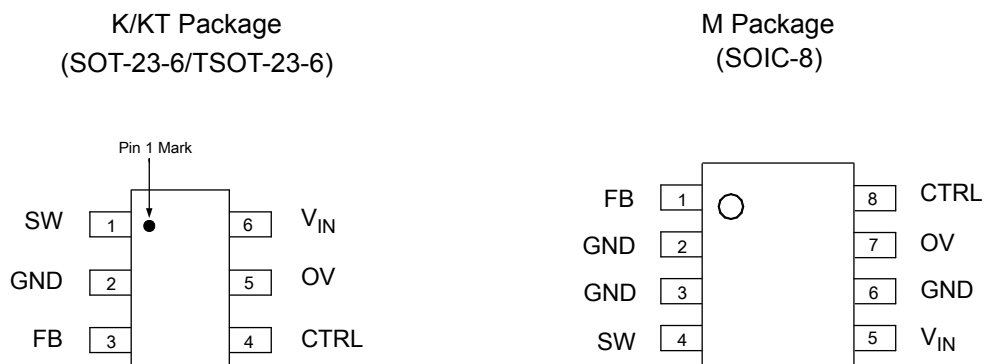 K/KT Package
(SOT-23-6/TSOT-23-6)
Pin 1 Mark
SW 1 6 VIN
GND 2 5 OV
FB 3 4 CTRL
M Package
(SOIC-8)
FB 1 8 CTRL
GND 2 7 OV
GND 3 6 GND
SW 4 5 VIN